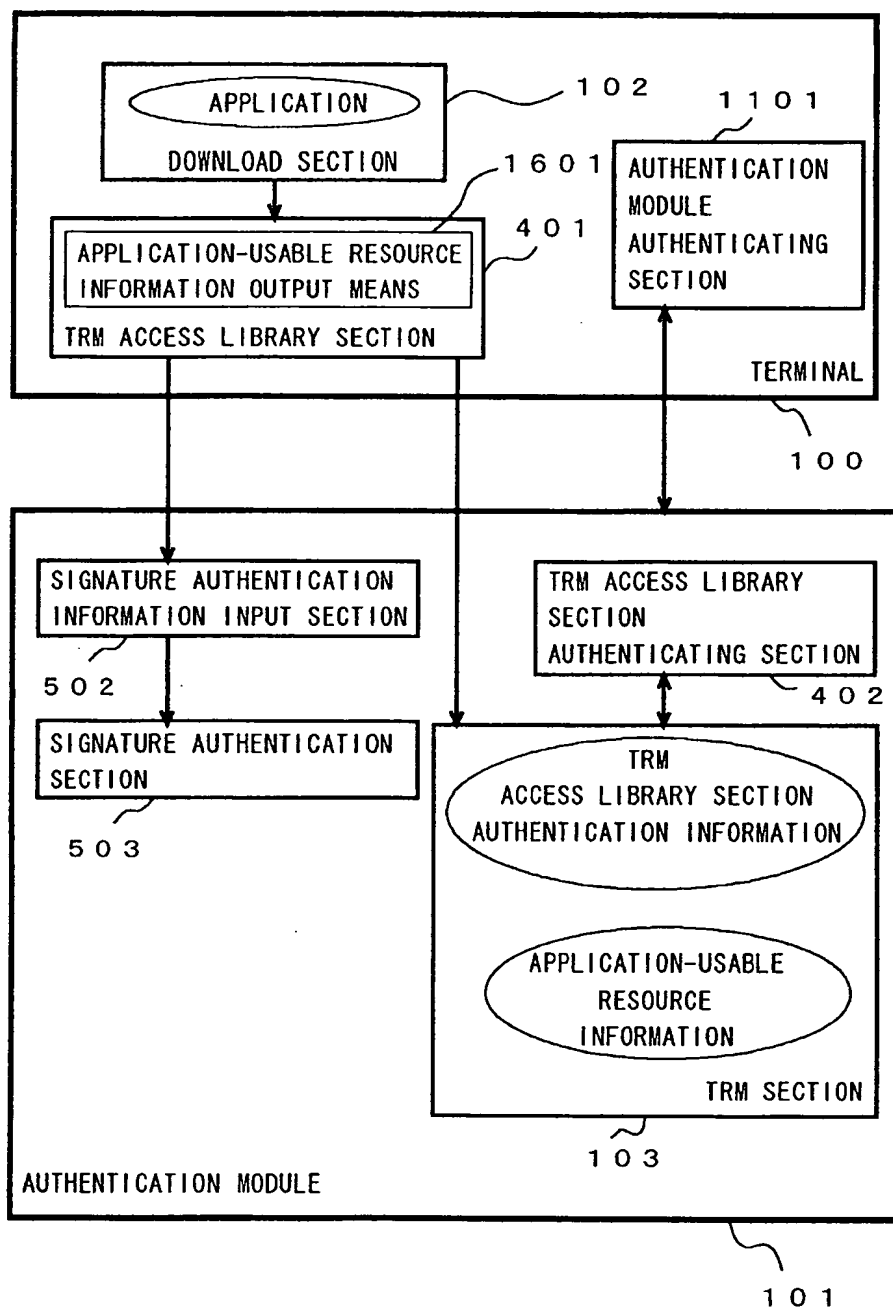 APPLICATION
DOWNLOAD SECTION
102
1101
1601
AUTHENTICATION
MODULE
AUTHENTICATING
SECTION
401
APPLICATION-USABLE RESOURCE
INFORMATION OUTPUT MEANS
TRM ACCESS LIBRARY SECTION
TERMINAL
100
SIGNATURE AUTHENTICATION
INFORMATION INPUT SECTION
502
TRM ACCESS LIBRARY
SECTION
AUTHENTICATING SECTION
402
SIGNATURE AUTHENTICATION
SECTION
503
TRM
ACCESS LIBRARY SECTION
AUTHENTICATION INFORMATION
APPLICATION-USABLE
RESOURCE
INFORMATION
TRM SECTION
103
AUTHENTICATION MODULE
101